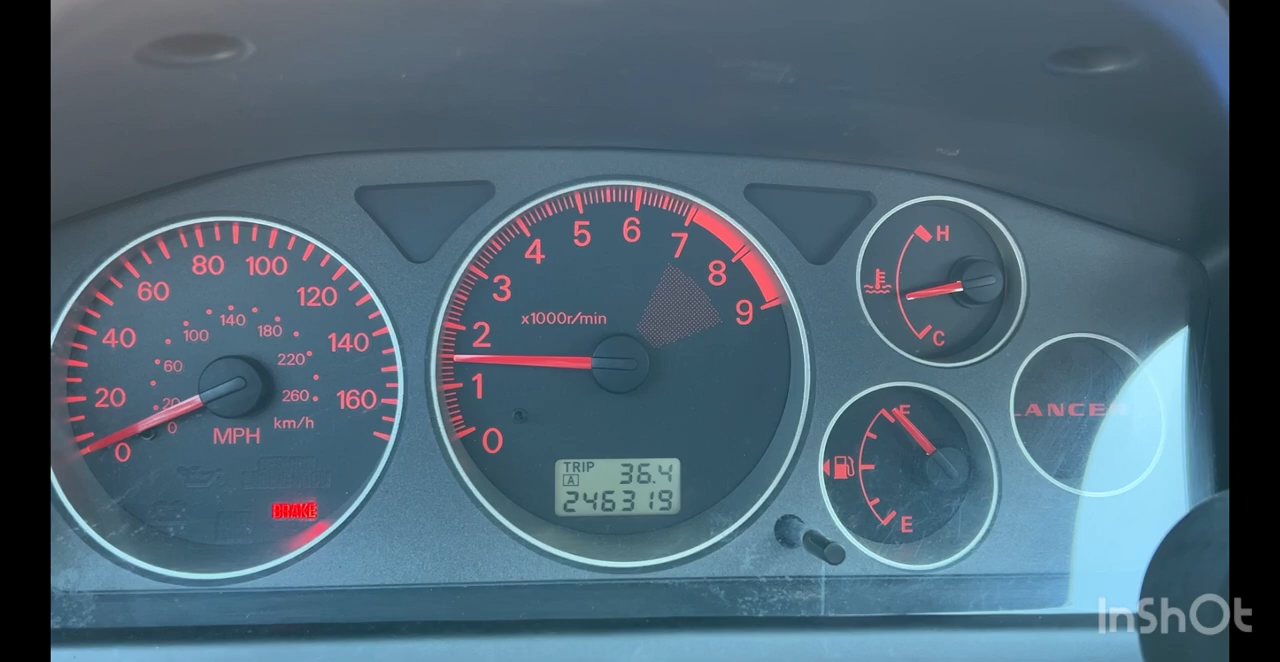 0 20 40 60 80 100 120 140 160
0 20 60 100 140 180 220 260
km/h
MPH
BRAKE
0 1 2 3 4 5 6 7 8 9
x1000r/min
TRIP A 36.4
246319
H
C
F
E
LANCER
InShOt